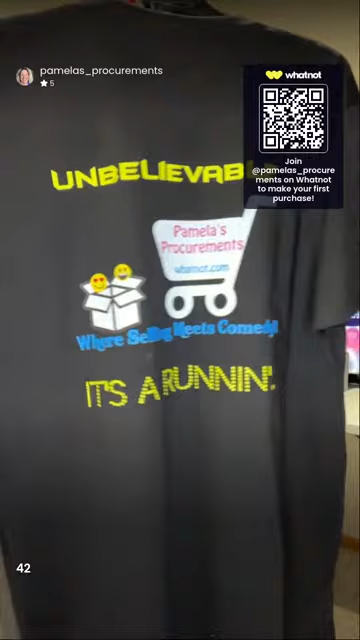 pamelas_procurements
★ 5
whatnot
Join
@pamelas_procure
ments on Whatnot
to make your first
purchase!
Pamela's
Procurements
whatnot.com
Where Selling Meets Comedy!
IT'S A RUNNIN'.
42